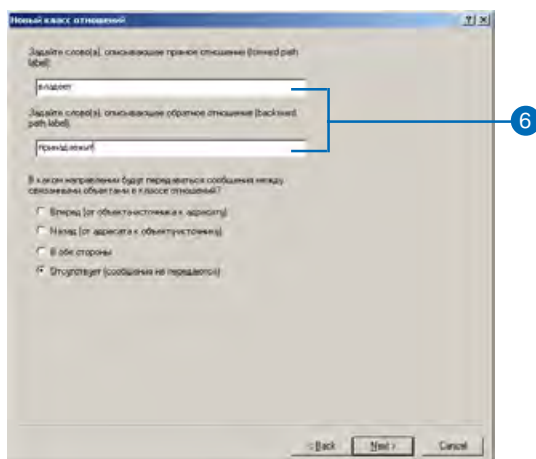 Новый класс отношений
Задайте слово(а), описывающее прямое отношение (forward path
label):
владеет
Задайте слово(а), описывающее обратное отношение (backward
path label):
принадлежит
6
В каком направлении будут передаваться сообщения между
связанными объектами в классе отношений?
Вперед (от объекта-источника к адресату)
Назад (от адресата к объекту-источнику)
В обе стороны
Отсутствует (сообщения не передаются)
< Back
Next >
Cancel